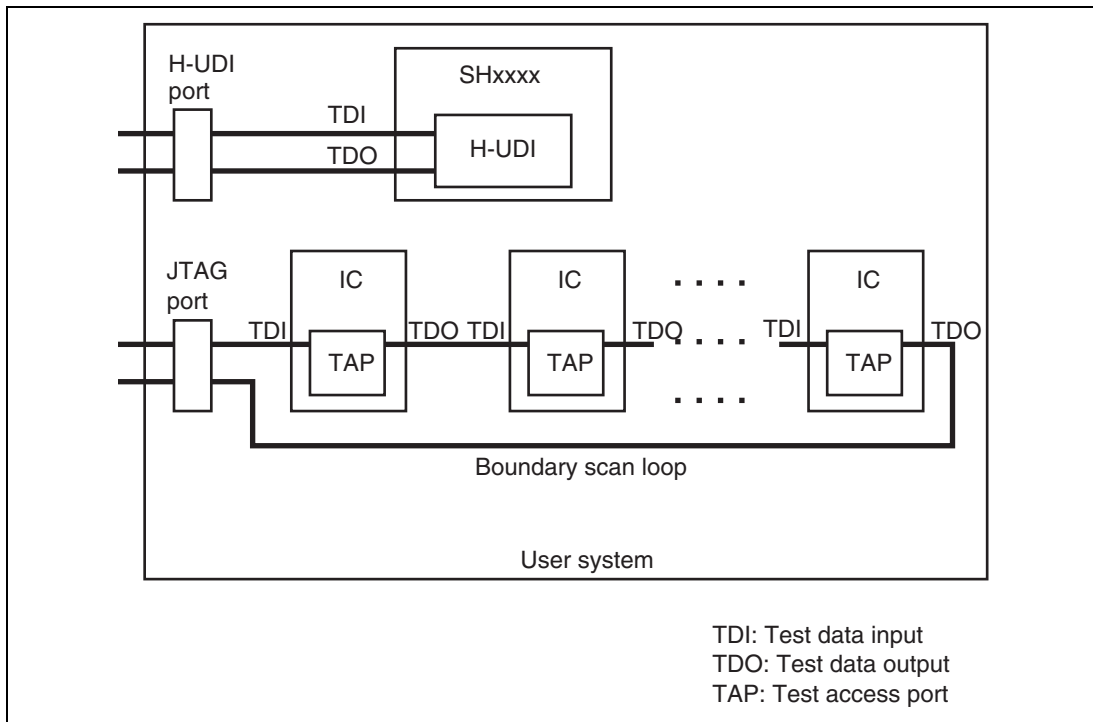 H-UDI
port
SHxxxx
TDI
H-UDI
TDO
JTAG
port
IC
IC
. . . .
IC
TDI
TDO
TDI
TDO
. . . .
TDI
TDO
TAP
TAP
TAP
. . . .
Boundary scan loop
User system
TDI: Test data input
TDO: Test data output
TAP: Test access port